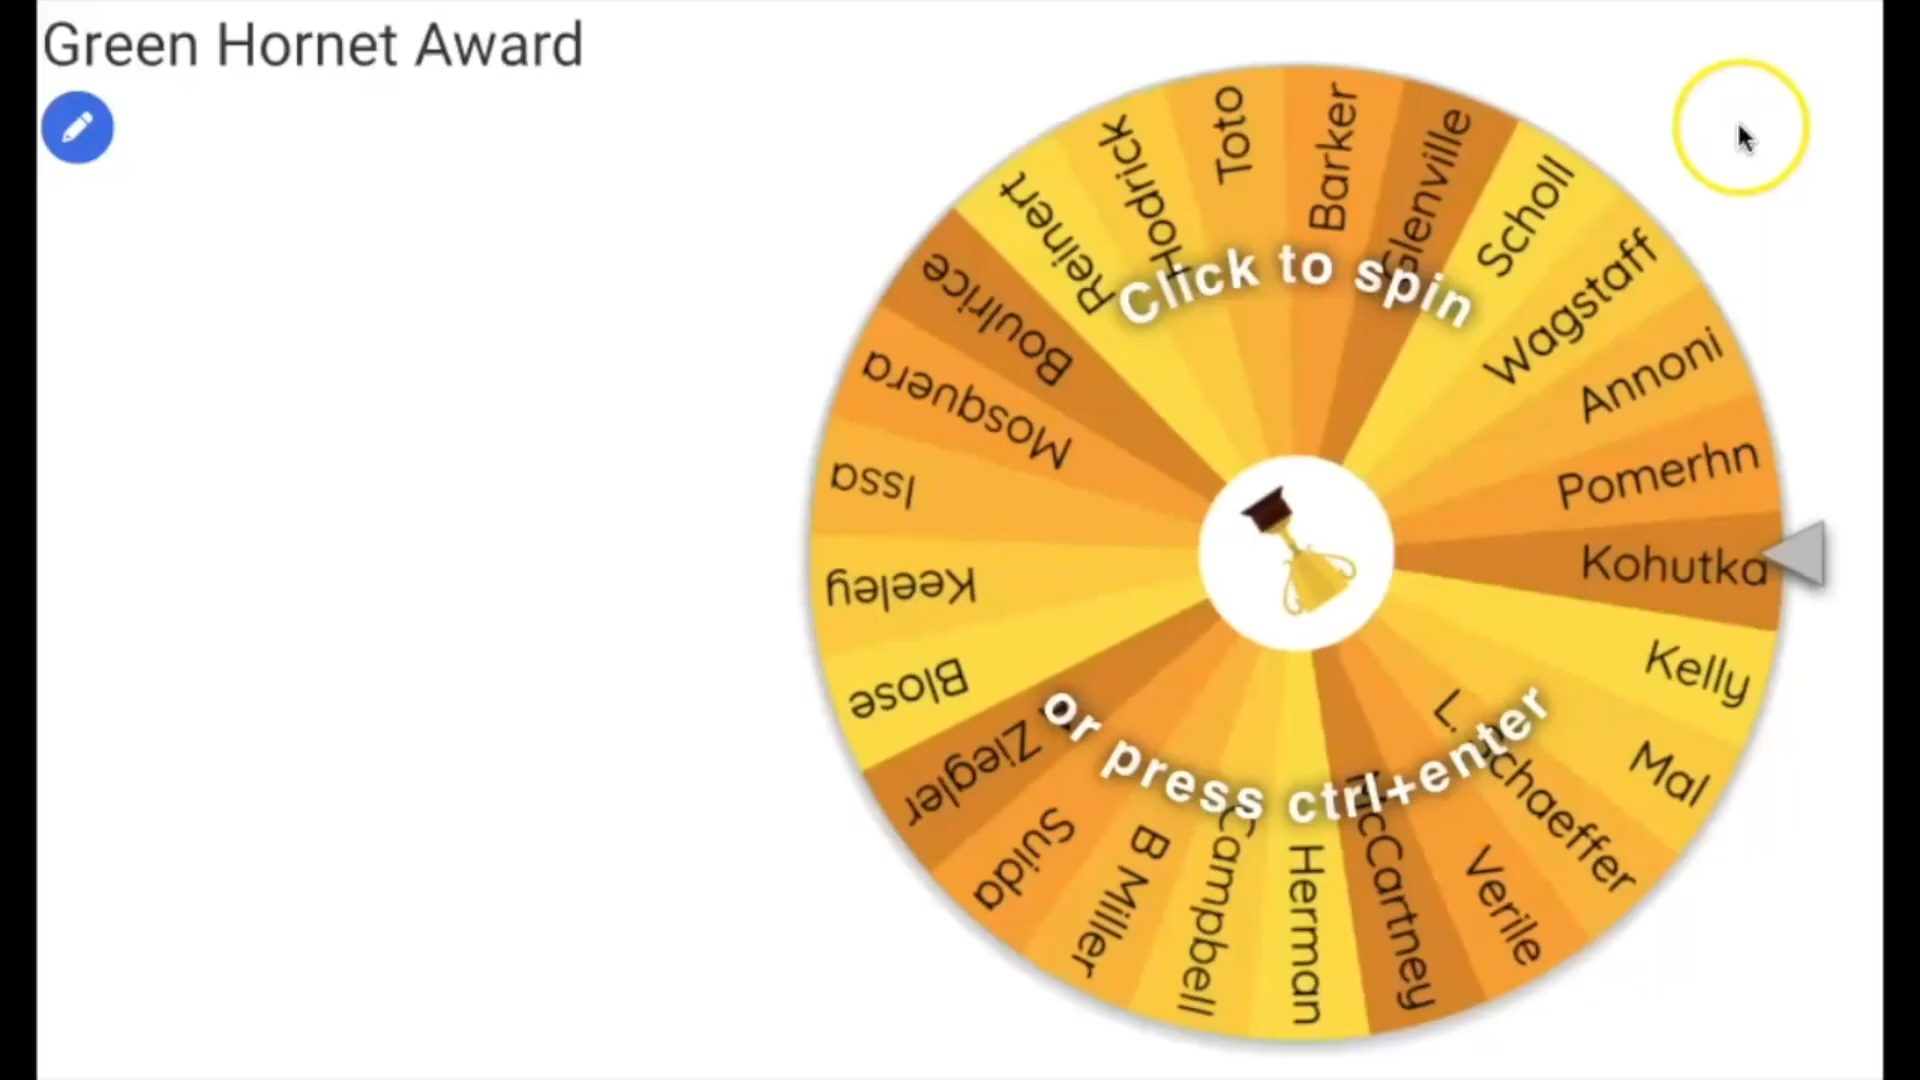 Green Hornet Award
Click to spin
or press ctrl+enter
Toto
Barker
Glenville
Scholl
Wagstaff
Annoni
Pomerhn
Kohutka
Kelly
Mal
L. Schaeffer
Verile
McCartney
Herman
Campbell
B Miller
Suida
Ziegler
Blose
Keeley
Issa
Mosquera
Boulrice
Reinert
Hodrick